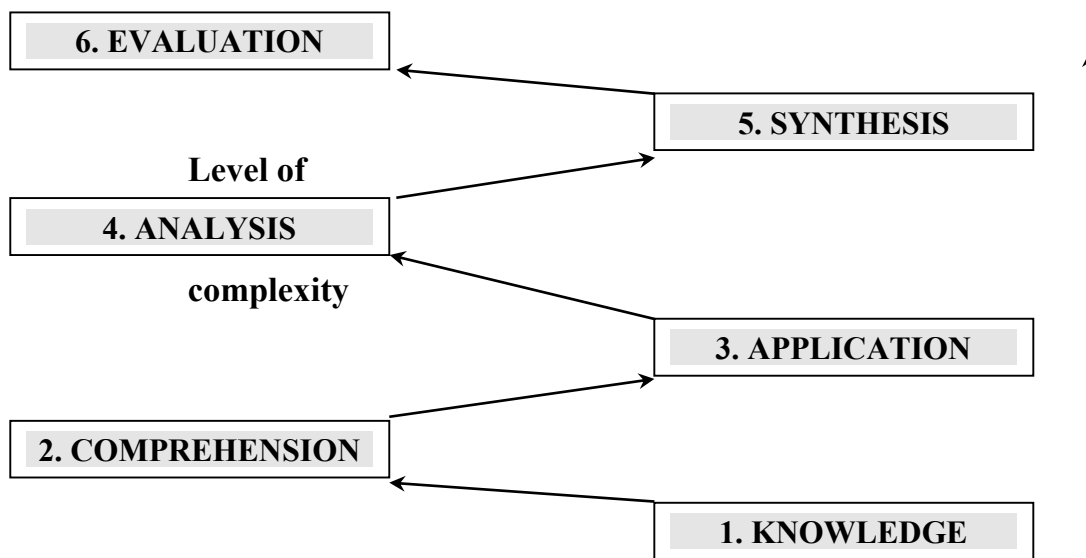 6. EVALUATION
5. SYNTHESIS
Level of
4. ANALYSIS
complexity
3. APPLICATION
2. COMPREHENSION
1. KNOWLEDGE